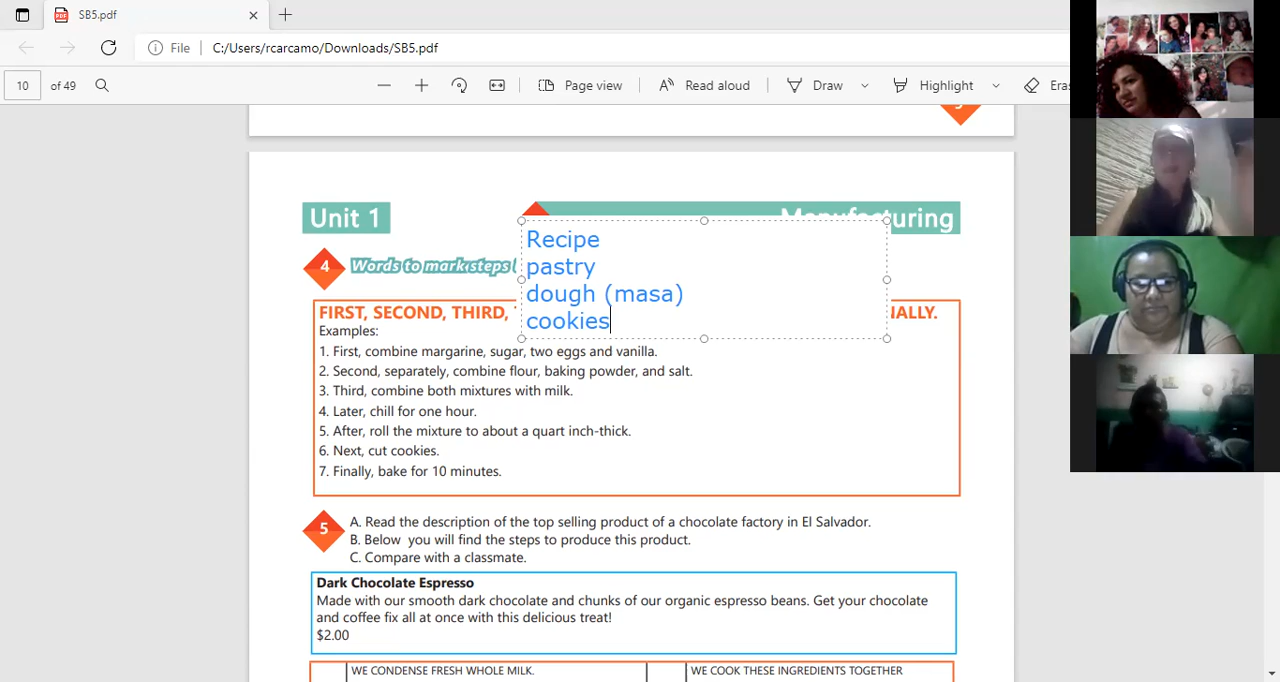 SB5.pdf
File
C:/Users/rcarcamo/Downloads/SB5.pdf
10 of 49
Page view
Read aloud
Draw
Highlight
Eras
Unit 1
Manufacturing
Recipe
pastry
dough (masa)
cookies
4
Words to mark steps
FIRST, SECOND, THIRD,
ALLY.
Examples:
1. First, combine margarine, sugar, two eggs and vanilla.
2. Second, separately, combine flour, baking powder, and salt.
3. Third, combine both mixtures with milk.
4. Later, chill for one hour.
5. After, roll the mixture to about a quart inch-thick.
6. Next, cut cookies.
7. Finally, bake for 10 minutes.
5
A. Read the description of the top selling product of a chocolate factory in El Salvador.
B. Below you will find the steps to produce this product.
C. Compare with a classmate.
Dark Chocolate Espresso
Made with our smooth dark chocolate and chunks of our organic espresso beans. Get your chocolate
and coffee fix all at once with this delicious treat!
$2.00
WE CONDENSE FRESH WHOLE MILK.
WE COOK THESE INGREDIENTS TOGETHER